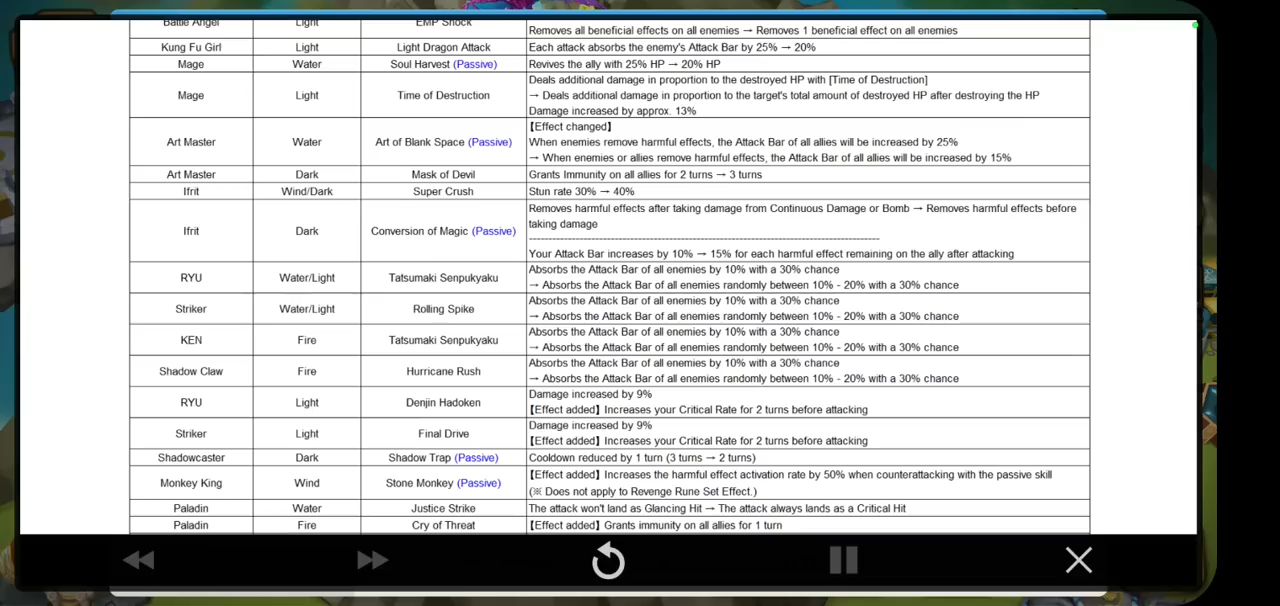 Battle Angel Light EMP Shock
Removes all beneficial effects on all enemies → Removes 1 beneficial effect on all enemies
Kung Fu Girl Light Light Dragon Attack Each attack absorbs the enemy's Attack Bar by 25% → 20%
Mage Water Soul Harvest (Passive) Revives the ally with 25% HP → 20% HP
Mage Light Time of Destruction
Deals additional damage in proportion to the destroyed HP with [Time of Destruction]
→ Deals additional damage in proportion to the target's total amount of destroyed HP after destroying the HP
Damage increased by approx. 13%
Art Master Water Art of Blank Space (Passive)
【Effect changed】
When enemies remove harmful effects, the Attack Bar of all allies will be increased by 25%
→ When enemies or allies remove harmful effects, the Attack Bar of all allies will be increased by 15%
Art Master Dark Mask of Devil Grants Immunity on all allies for 2 turns → 3 turns
Ifrit Wind/Dark Super Crush Stun rate 30% → 40%
Ifrit Dark Conversion of Magic (Passive)
Removes harmful effects after taking damage from Continuous Damage or Bomb → Removes harmful effects before
taking damage
----------------------------------------------------------------------------------------
Your Attack Bar increases by 10% → 15% for each harmful effect remaining on the ally after attacking
RYU Water/Light Tatsumaki Senpukyaku
Absorbs the Attack Bar of all enemies by 10% with a 30% chance
→ Absorbs the Attack Bar of all enemies randomly between 10% - 20% with a 30% chance
Striker Water/Light Rolling Spike
Absorbs the Attack Bar of all enemies by 10% with a 30% chance
→ Absorbs the Attack Bar of all enemies randomly between 10% - 20% with a 30% chance
KEN Fire Tatsumaki Senpukyaku
Absorbs the Attack Bar of all enemies by 10% with a 30% chance
→ Absorbs the Attack Bar of all enemies randomly between 10% - 20% with a 30% chance
Shadow Claw Fire Hurricane Rush
Absorbs the Attack Bar of all enemies by 10% with a 30% chance
→ Absorbs the Attack Bar of all enemies randomly between 10% - 20% with a 30% chance
RYU Light Denjin Hadoken
Damage increased by 9%
【Effect added】 Increases your Critical Rate for 2 turns before attacking
Striker Light Final Drive
Damage increased by 9%
【Effect added】 Increases your Critical Rate for 2 turns before attacking
Shadowcaster Dark Shadow Trap (Passive) Cooldown reduced by 1 turn (3 turns → 2 turns)
Monkey King Wind Stone Monkey (Passive)
【Effect added】 Increases the harmful effect activation rate by 50% when counterattacking with the passive skill
(※ Does not apply to Revenge Rune Set Effect.)
Paladin Water Justice Strike The attack won't land as Glancing Hit → The attack always lands as a Critical Hit
Paladin Fire Cry of Threat 【Effect added】 Grants immunity on all allies for 1 turn